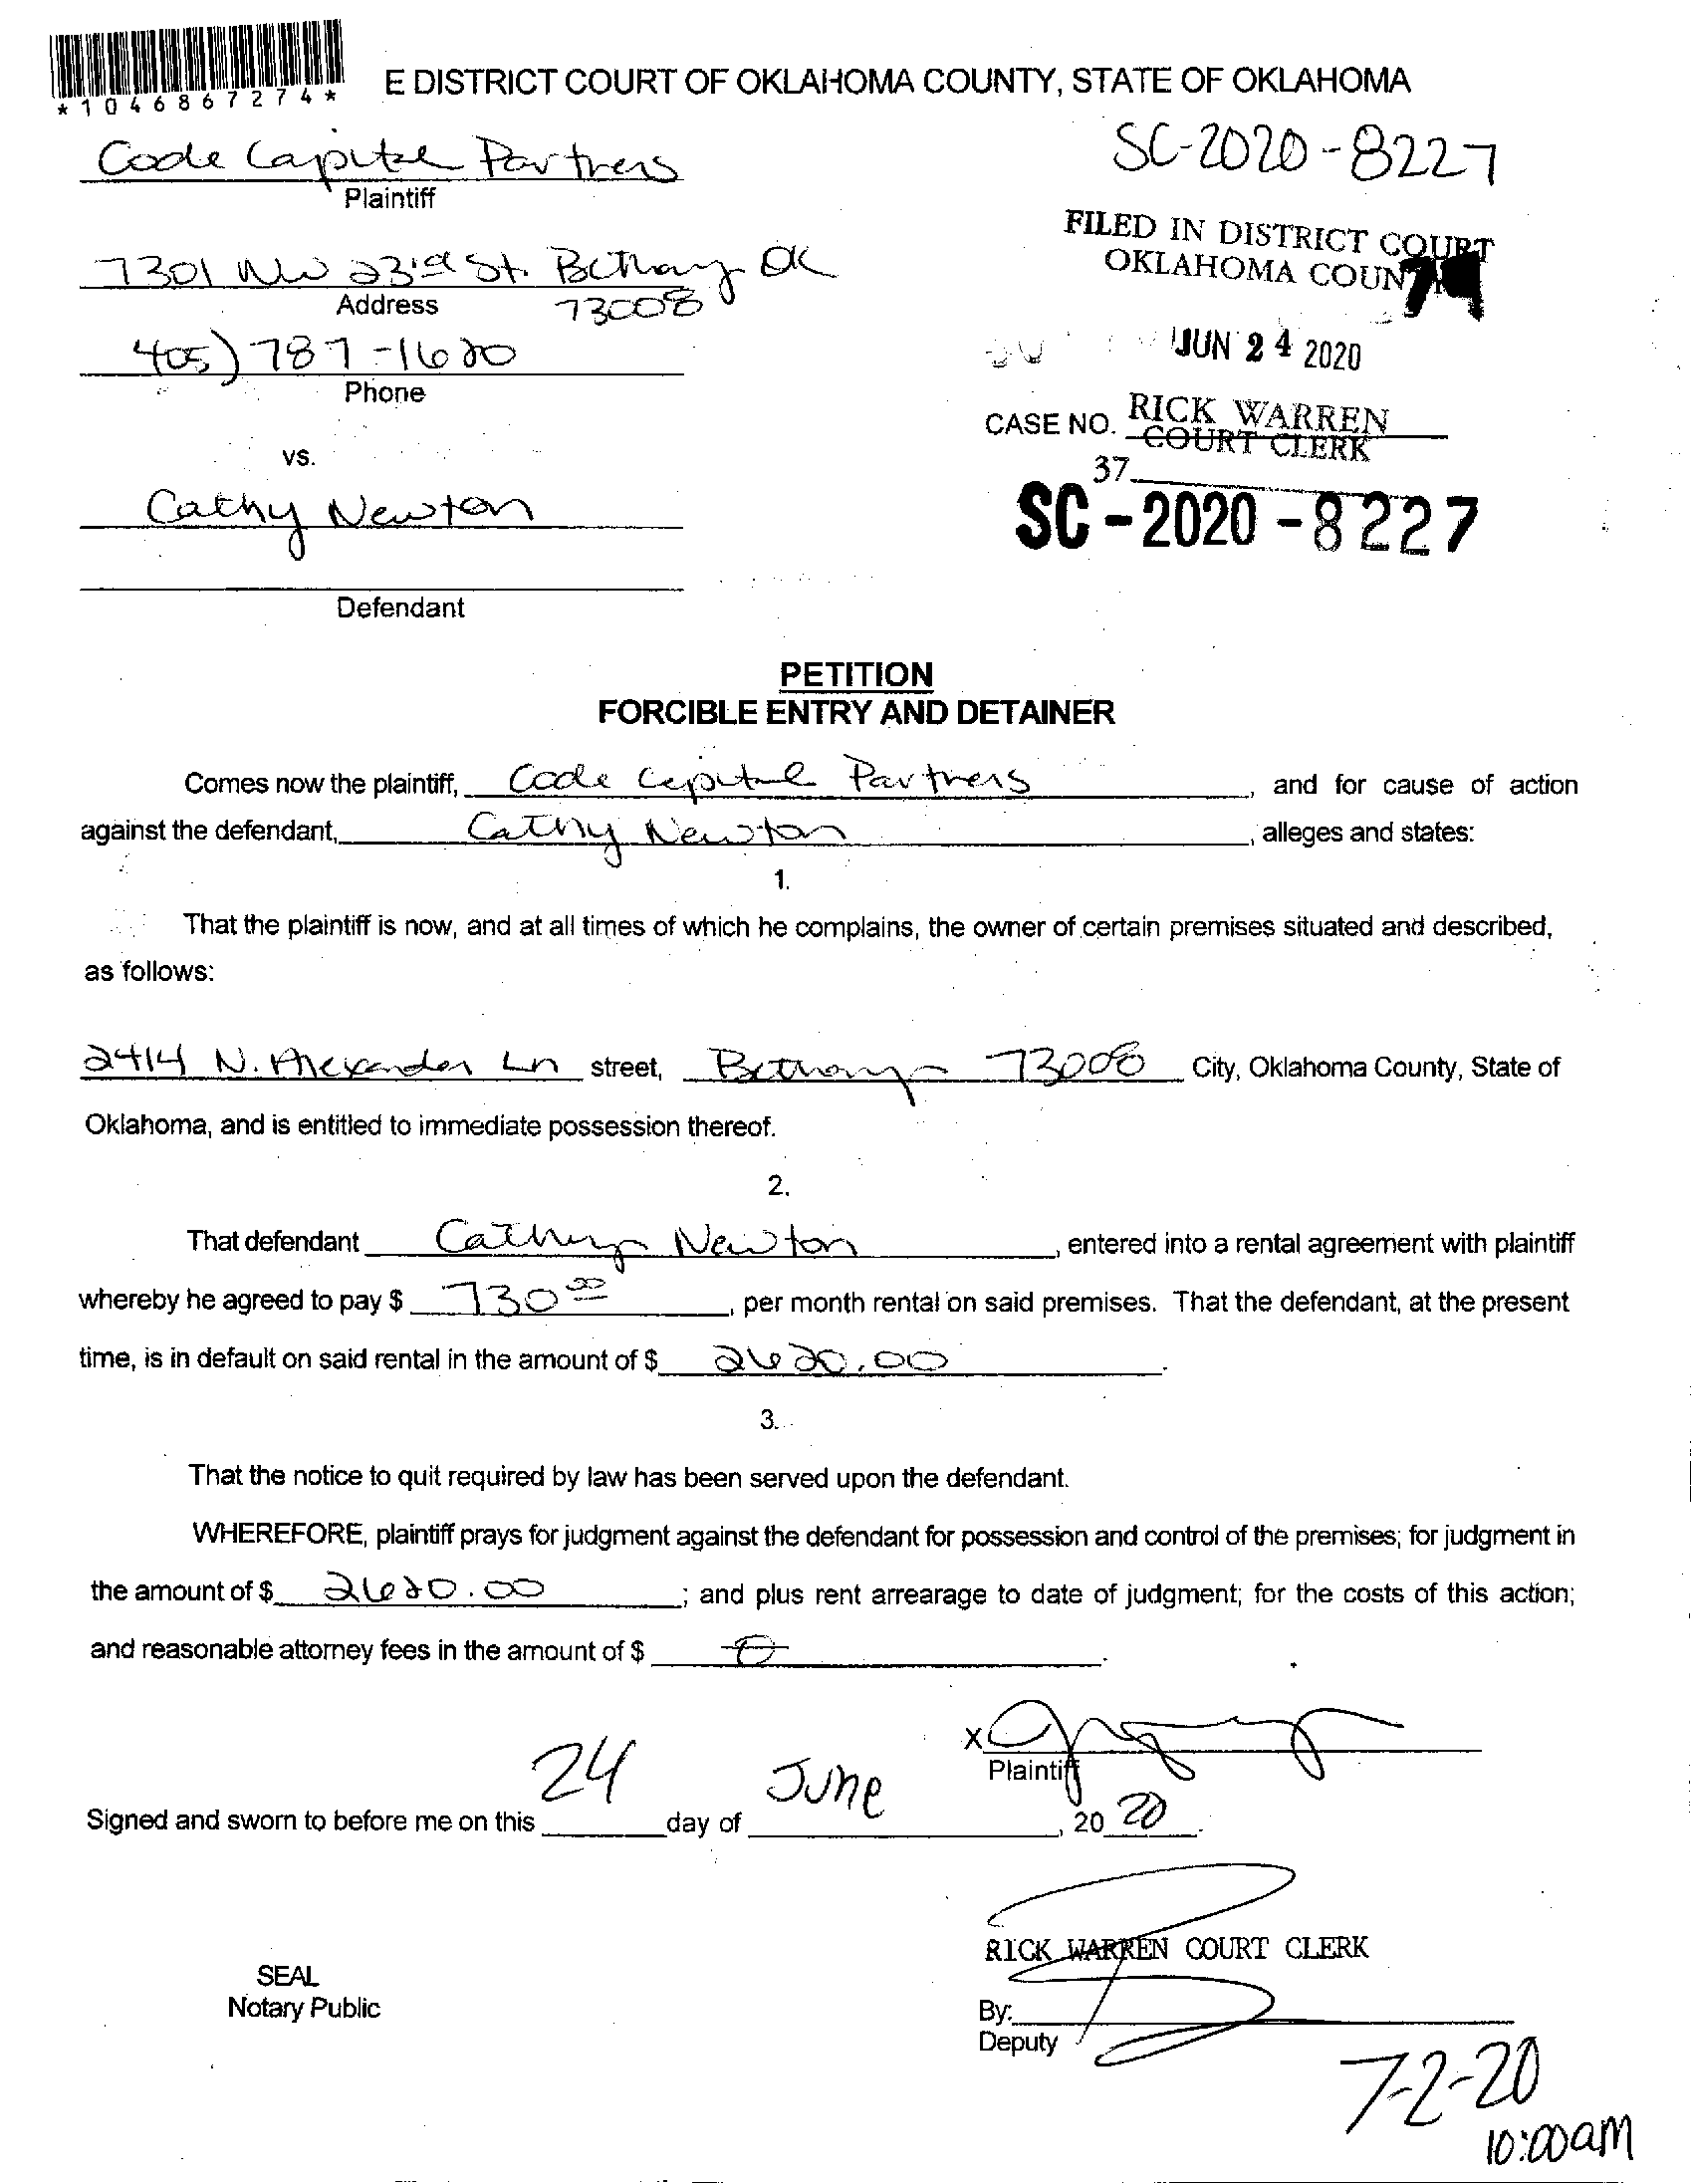 *1046867274*
E DISTRICT COURT OF OKLAHOMA COUNTY, STATE OF OKLAHOMA
Code Capital Partners
SC-2020-8227
Plaintiff
FILED IN DISTRICT COURT
OKLAHOMA COUNTY
7301 NW 23rd St. Bethany OK
Address
73008
405) 787-1620
JUN 24 2020
Phone
CASE NO.
RICK WARREN
COURT CLERK
vs.
37
Cathy Newton
SC-2020-8227
Defendant
PETITION
FORCIBLE ENTRY AND DETAINER
Comes now the plaintiff, Code Capital Partners, and for cause of action
against the defendant, Cathy Newton, alleges and states:
1.
That the plaintiff is now, and at all times of which he complains, the owner of certain premises situated and described,
as follows:
2414 N. Alexander Ln street, Bethany 73008 City, Oklahoma County, State of
Oklahoma, and is entitled to immediate possession thereof.
2.
That defendant Cathy Newton, entered into a rental agreement with plaintiff
whereby he agreed to pay $ 730 00, per month rental on said premises. That the defendant, at the present
time, is in default on said rental in the amount of $ 2620.00.
3.
That the notice to quit required by law has been served upon the defendant.
WHEREFORE, plaintiff prays for judgment against the defendant for possession and control of the premises; for judgment in
the amount of $ 2620.00; and plus rent arrearage to date of judgment; for the costs of this action;
and reasonable attorney fees in the amount of $ 0.
X
Plaintiff
Signed and sworn to before me on this 24 day of June, 20 20.
RICK WARREN COURT CLERK
SEAL
Notary Public
By:
Deputy
7-2-20
10:00am